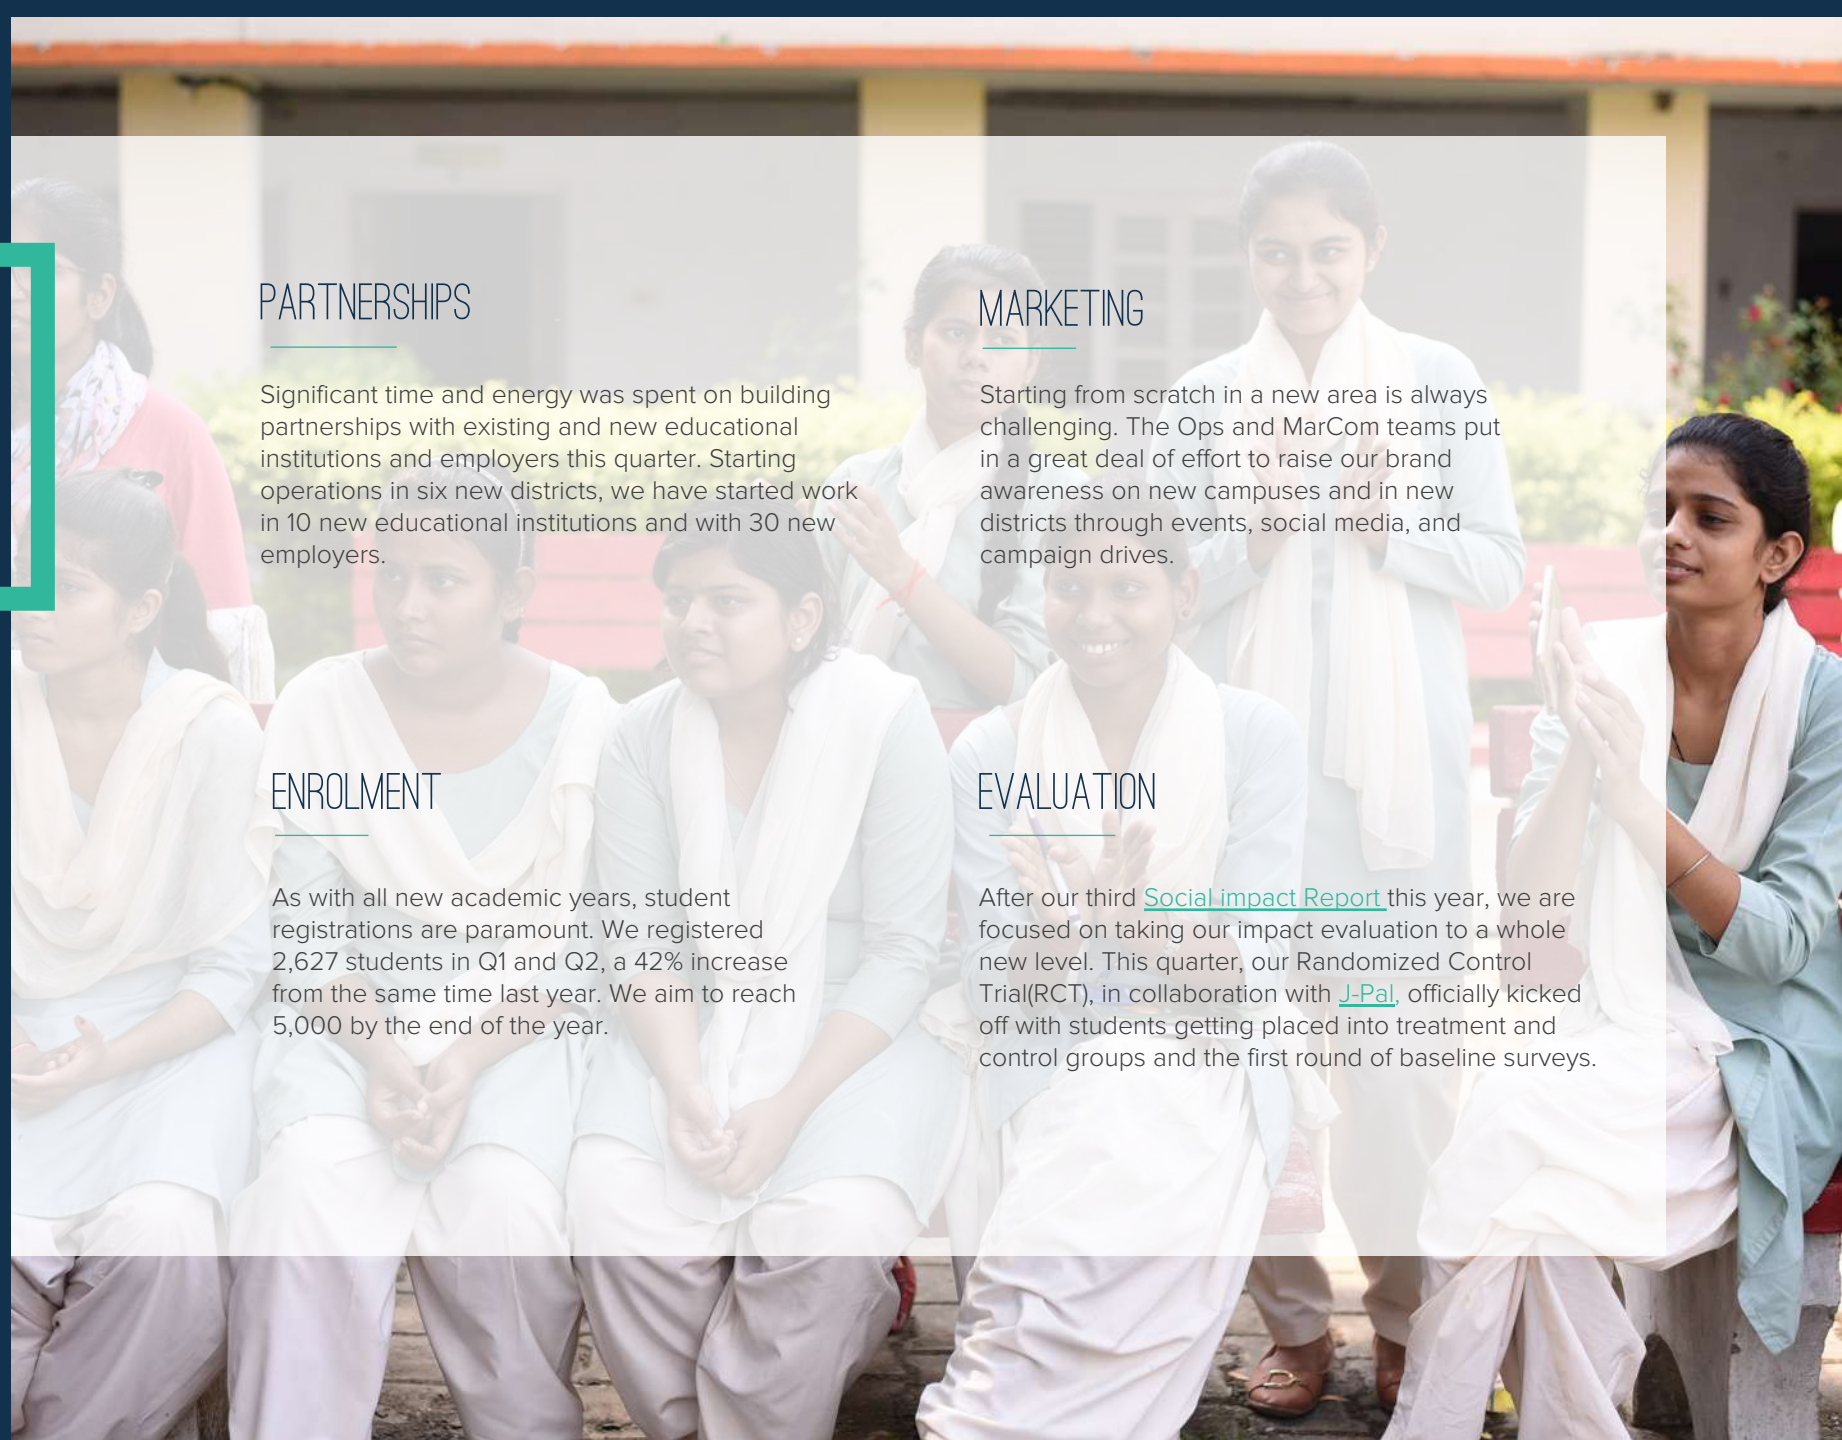 PARTNERSHIPS
Significant time and energy was spent on building
partnerships with existing and new educational
institutions and employers this quarter. Starting
operations in six new districts, we have started work
in 10 new educational institutions and with 30 new
employers.
MARKETING
Starting from scratch in a new area is always
challenging. The Ops and MarCom teams put
in a great deal of effort to raise our brand
awareness on new campuses and in new
districts through events, social media, and
campaign drives.
ENROLMENT
As with all new academic years, student
registrations are paramount. We registered
2,627 students in Q1 and Q2, a 42% increase
from the same time last year. We aim to reach
5,000 by the end of the year.
EVALUATION
After our third Social impact Report this year, we are
focused on taking our impact evaluation to a whole
new level. This quarter, our Randomized Control
Trial(RCT), in collaboration with J-Pal, officially kicked
off with students getting placed into treatment and
control groups and the first round of baseline surveys.